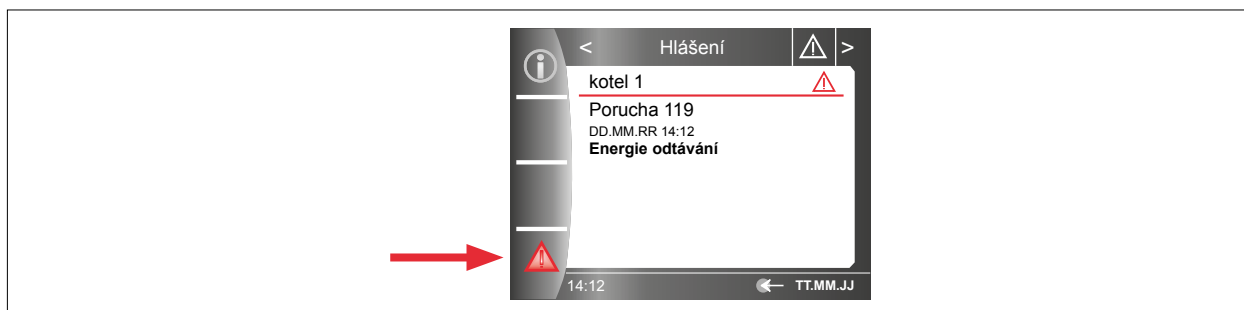 < Hlášení >
kotel 1
Porucha 119
DD.MM.RR 14:12
Energie odtávání
14:12 TT.MM.JJ